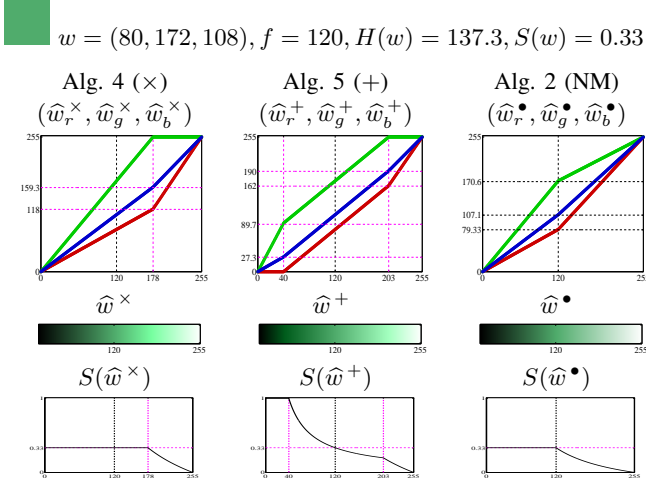 w = (80, 172, 108), f = 120, H(w) = 137.3, S(w) = 0.33
Alg. 4 (×) Alg. 5 (+) Alg. 2 (NM)
(ŵ_r^×, ŵ_g^×, ŵ_b^×) (ŵ_r^+, ŵ_g^+, ŵ_b^+) (ŵ_r^•, ŵ_g^•, ŵ_b^•)
255 255 255
159.3 190 170.6
118 162 107.1
89.7 79.33
27.3
0 0 0
0 120 178 255 0 40 120 203 255 0 120 25
ŵ^× ŵ^+ ŵ^•
120 255 120 255 120 255
S(ŵ^×) S(ŵ^+) S(ŵ^•)
1 1 1
0.33 0.33 0.33
0 0 0
0 120 178 255 0 40 120 203 255 0 120 255